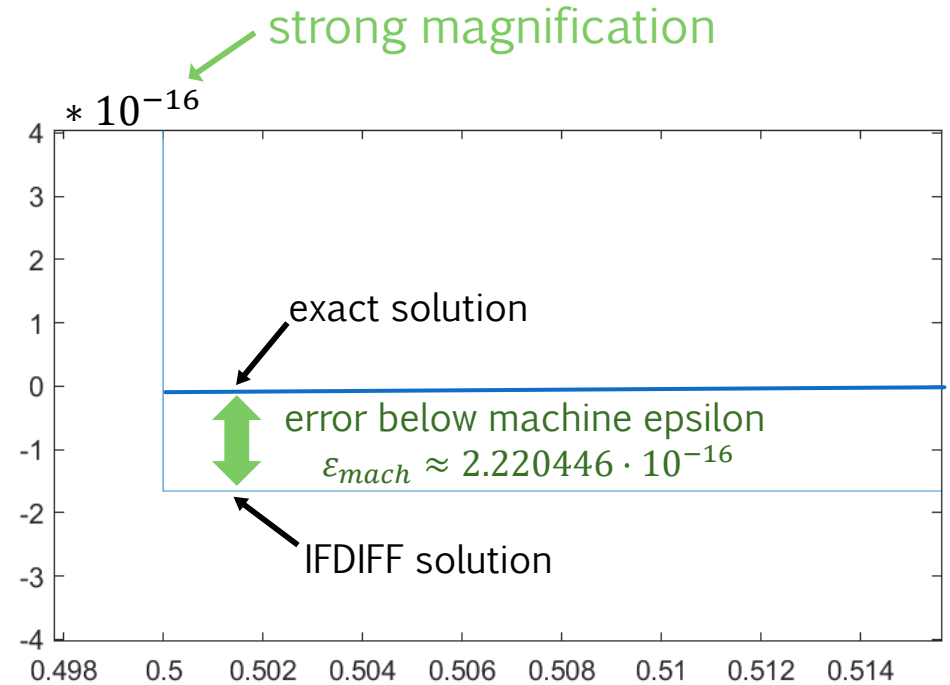 strong magnification
* 10⁻¹⁶
4
3
2
1
exact solution
0
error below machine epsilon
-1
ε_mach ≈ 2.220446 · 10⁻¹⁶
-2
IFDIFF solution
-3
-4
0.498 0.5 0.502 0.504 0.506 0.508 0.51 0.512 0.514